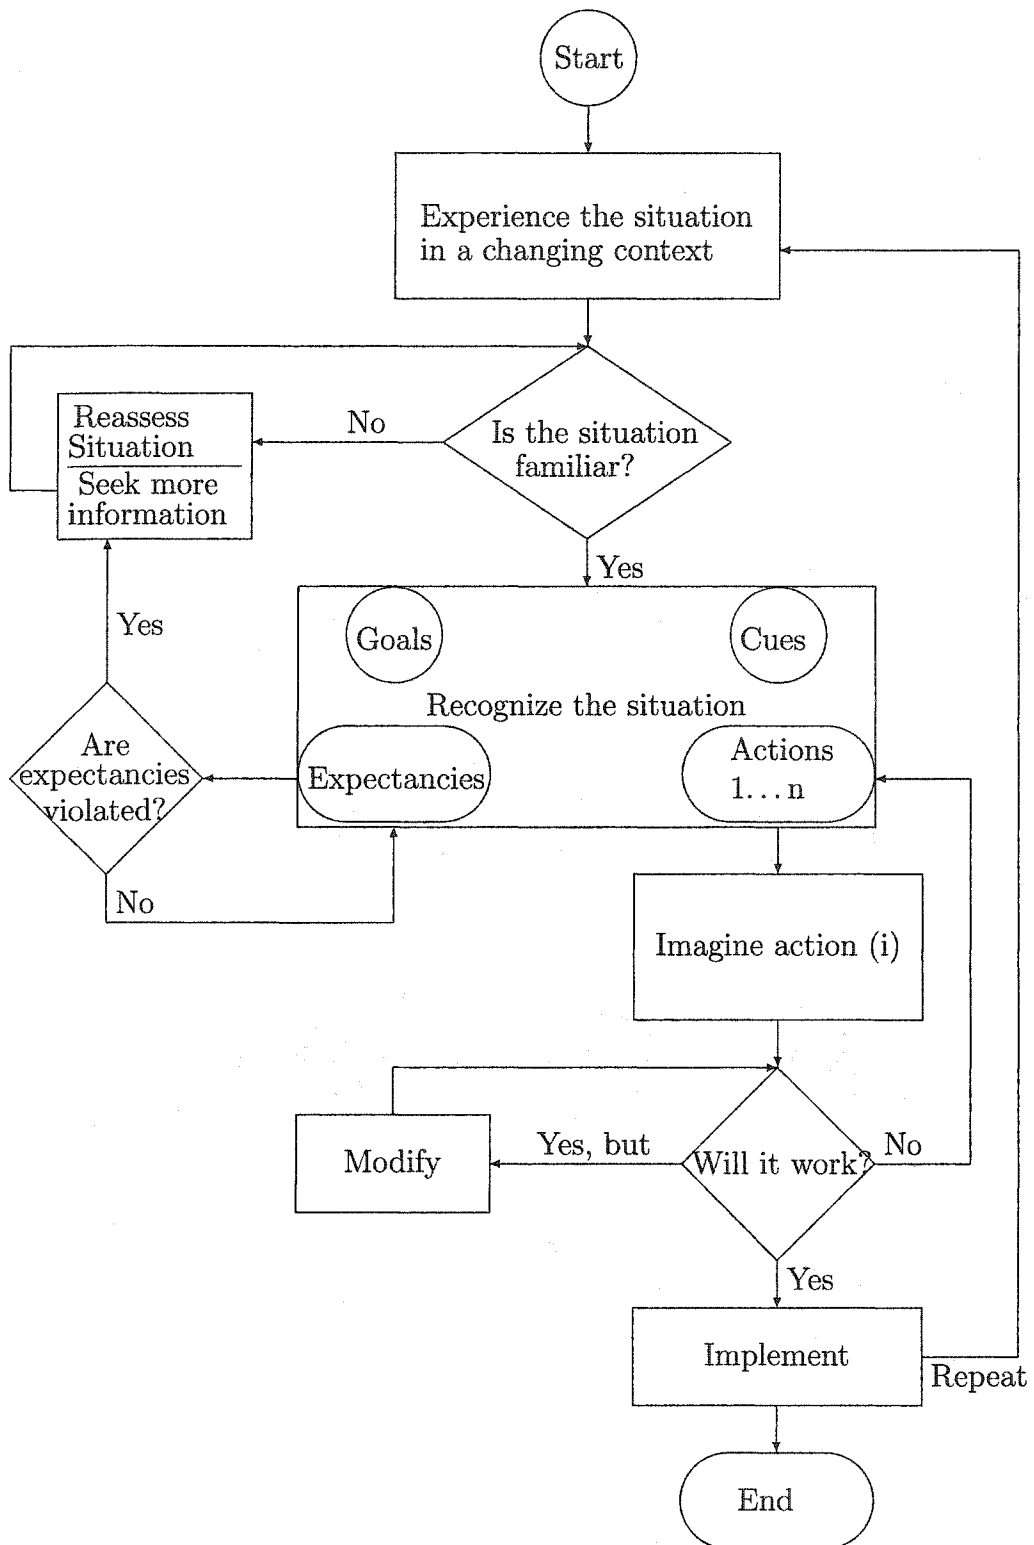 Start
Experience the situation
in a changing context
No
Is the situation
familiar?
Reassess
Situation
Seek more
information
Yes
Yes
Goals
Cues
Recognize the situation
Expectancies
Actions
1...n
Are
expectancies
violated?
No
Imagine action (i)
Modify
Yes, but
Will it work?
No
Yes
Implement
Repeat
End